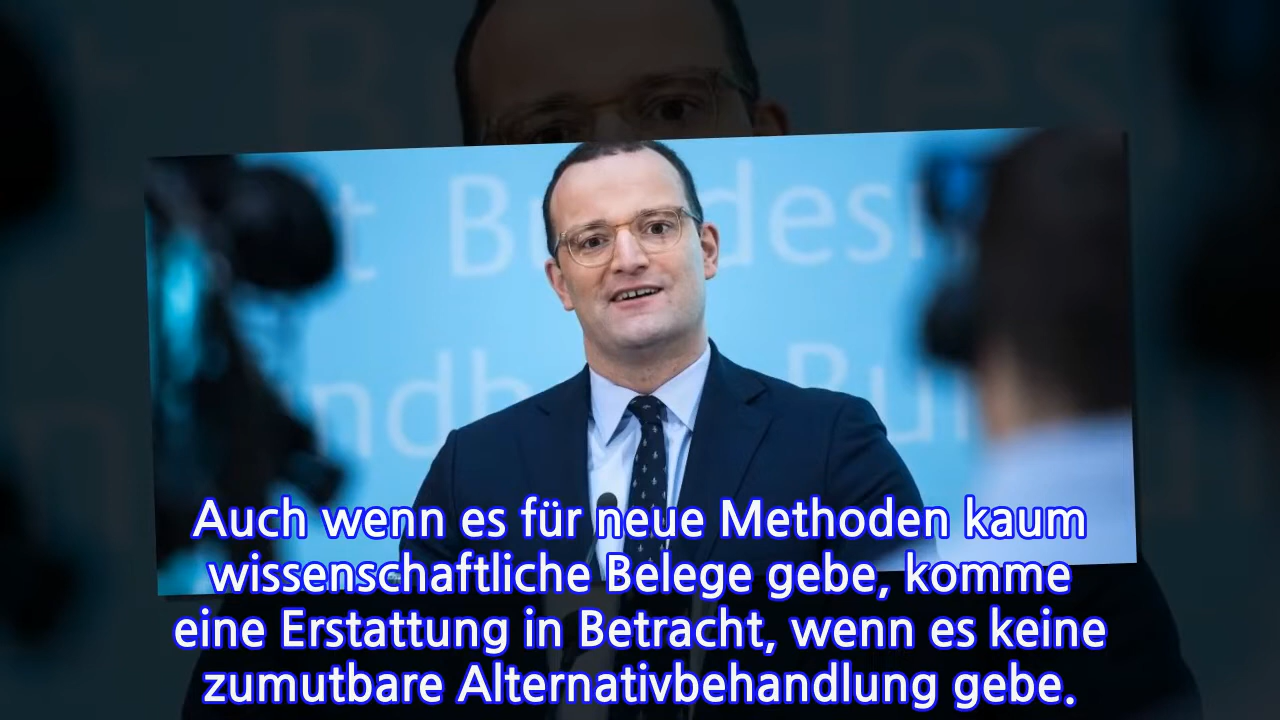 t Bundes
Auch wenn es für neue Methoden kaum
wissenschaftliche Belege gebe, komme
eine Erstattung in Betracht, wenn es keine
zumutbare Alternativbehandlung gebe.